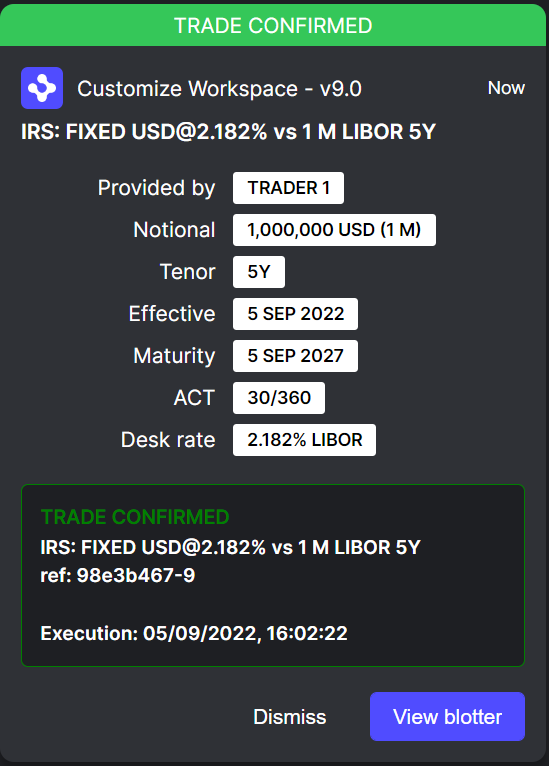 TRADE CONFIRMED
Customize Workspace - v9.0
Now
IRS: FIXED USD@2.182% vs 1 M LIBOR 5Y
Provided by TRADER 1
Notional 1,000,000 USD (1 M)
Tenor 5Y
Effective 5 SEP 2022
Maturity 5 SEP 2027
ACT 30/360
Desk rate 2.182% LIBOR
TRADE CONFIRMED
IRS: FIXED USD@2.182% vs 1 M LIBOR 5Y
ref: 98e3b467-9
Execution: 05/09/2022, 16:02:22
Dismiss View blotter